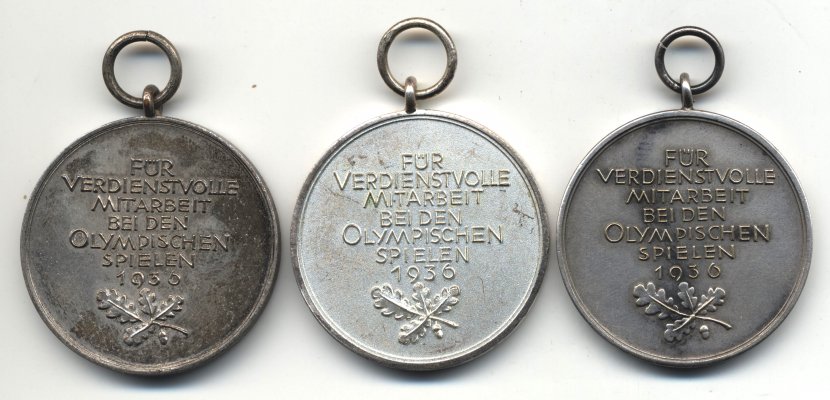 FÜR
VERDIENSTVOLLE
MITARBEIT
BEI DEN
OLYMPISCHEN
SPIELEN
1936
FÜR
VERDIENSTVOLLE
MITARBEIT
BEI DEN
OLYMPISCHEN
SPIELEN
1936
FÜR
VERDIENSTVOLLE
MITARBEIT
BEI DEN
OLYMPISCHEN
SPIELEN
1936